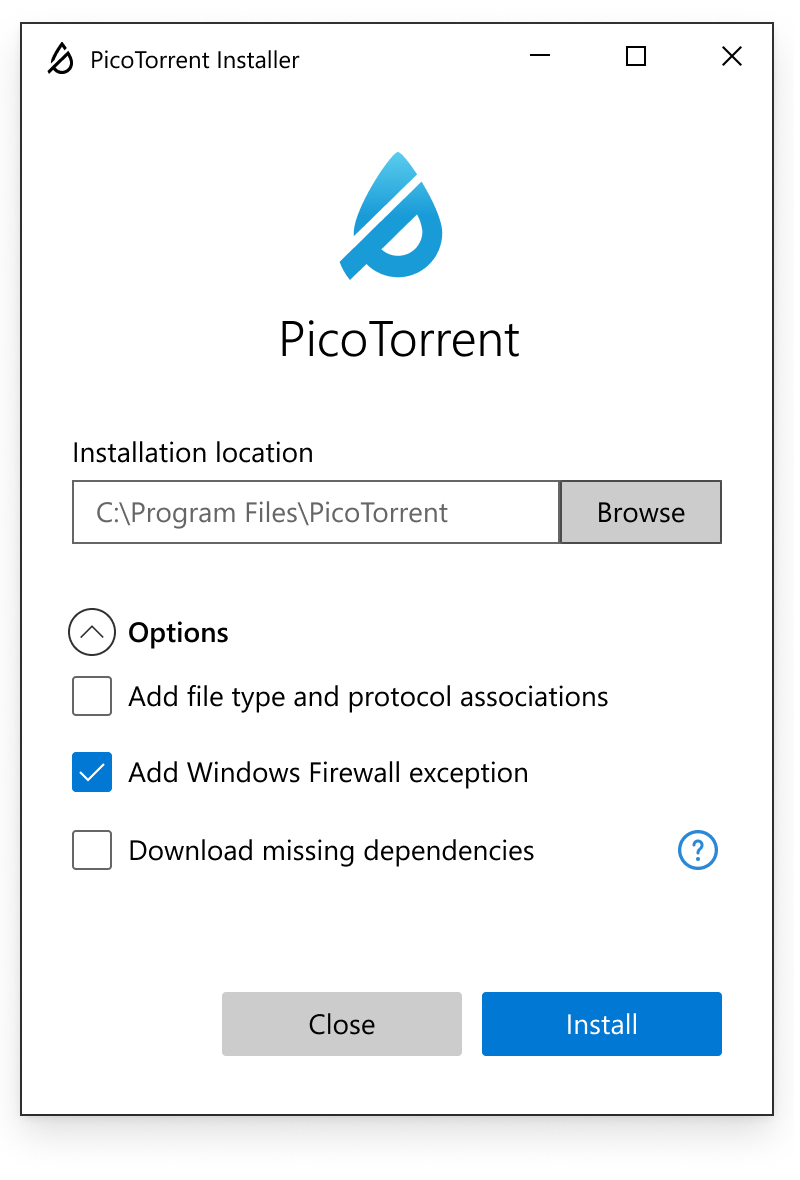 PicoTorrent Installer
PicoTorrent
Installation location
C:\Program Files\PicoTorrent
Browse
Options
Add file type and protocol associations
Add Windows Firewall exception
Download missing dependencies
?
Close
Install